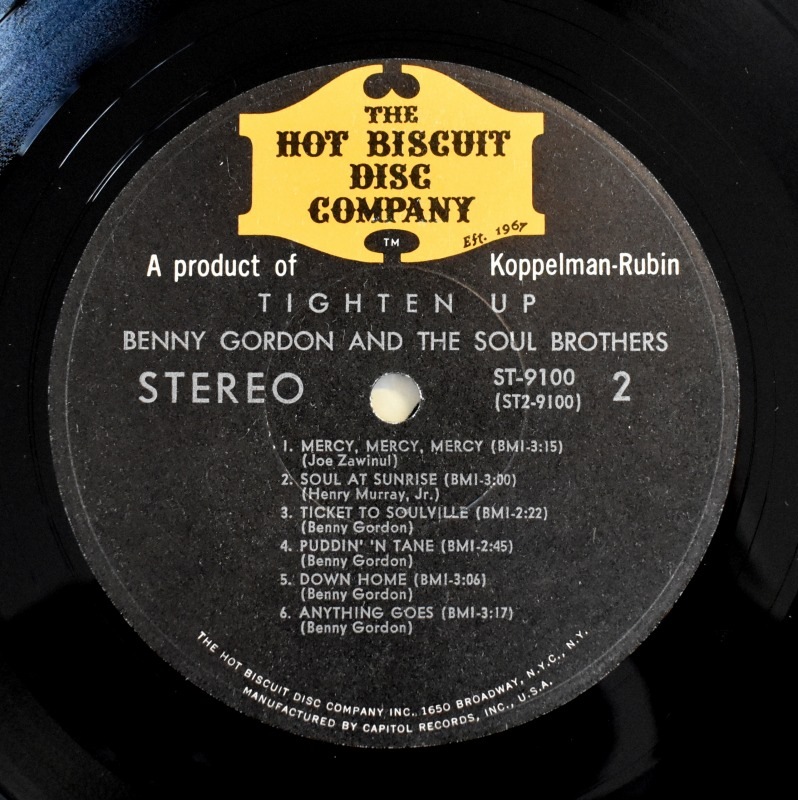 THE
HOT BISCUIT
DISC
COMPANY
TM
Est. 1967
A product of Koppelman-Rubin
TIGHTEN UP
BENNY GORDON AND THE SOUL BROTHERS
STEREO ST-9100 2
(ST2-9100)
1. MERCY, MERCY, MERCY (BMI-3:15)
(Joe Zawinul)
2. SOUL AT SUNRISE (BMI-3:00)
(Henry Murray, Jr.)
3. TICKET TO SOULVILLE (BMI-2:22)
(Benny Gordon)
4. PUDDIN' 'N TANE (BMI-2:45)
(Benny Gordon)
5. DOWN HOME (BMI-3:06)
(Benny Gordon)
6. ANYTHING GOES (BMI-3:17)
(Benny Gordon)
THE HOT BISCUIT DISC COMPANY INC., 1650 BROADWAY, N.Y.C., N.Y.
MANUFACTURED BY CAPITOL RECORDS, INC., U.S.A.